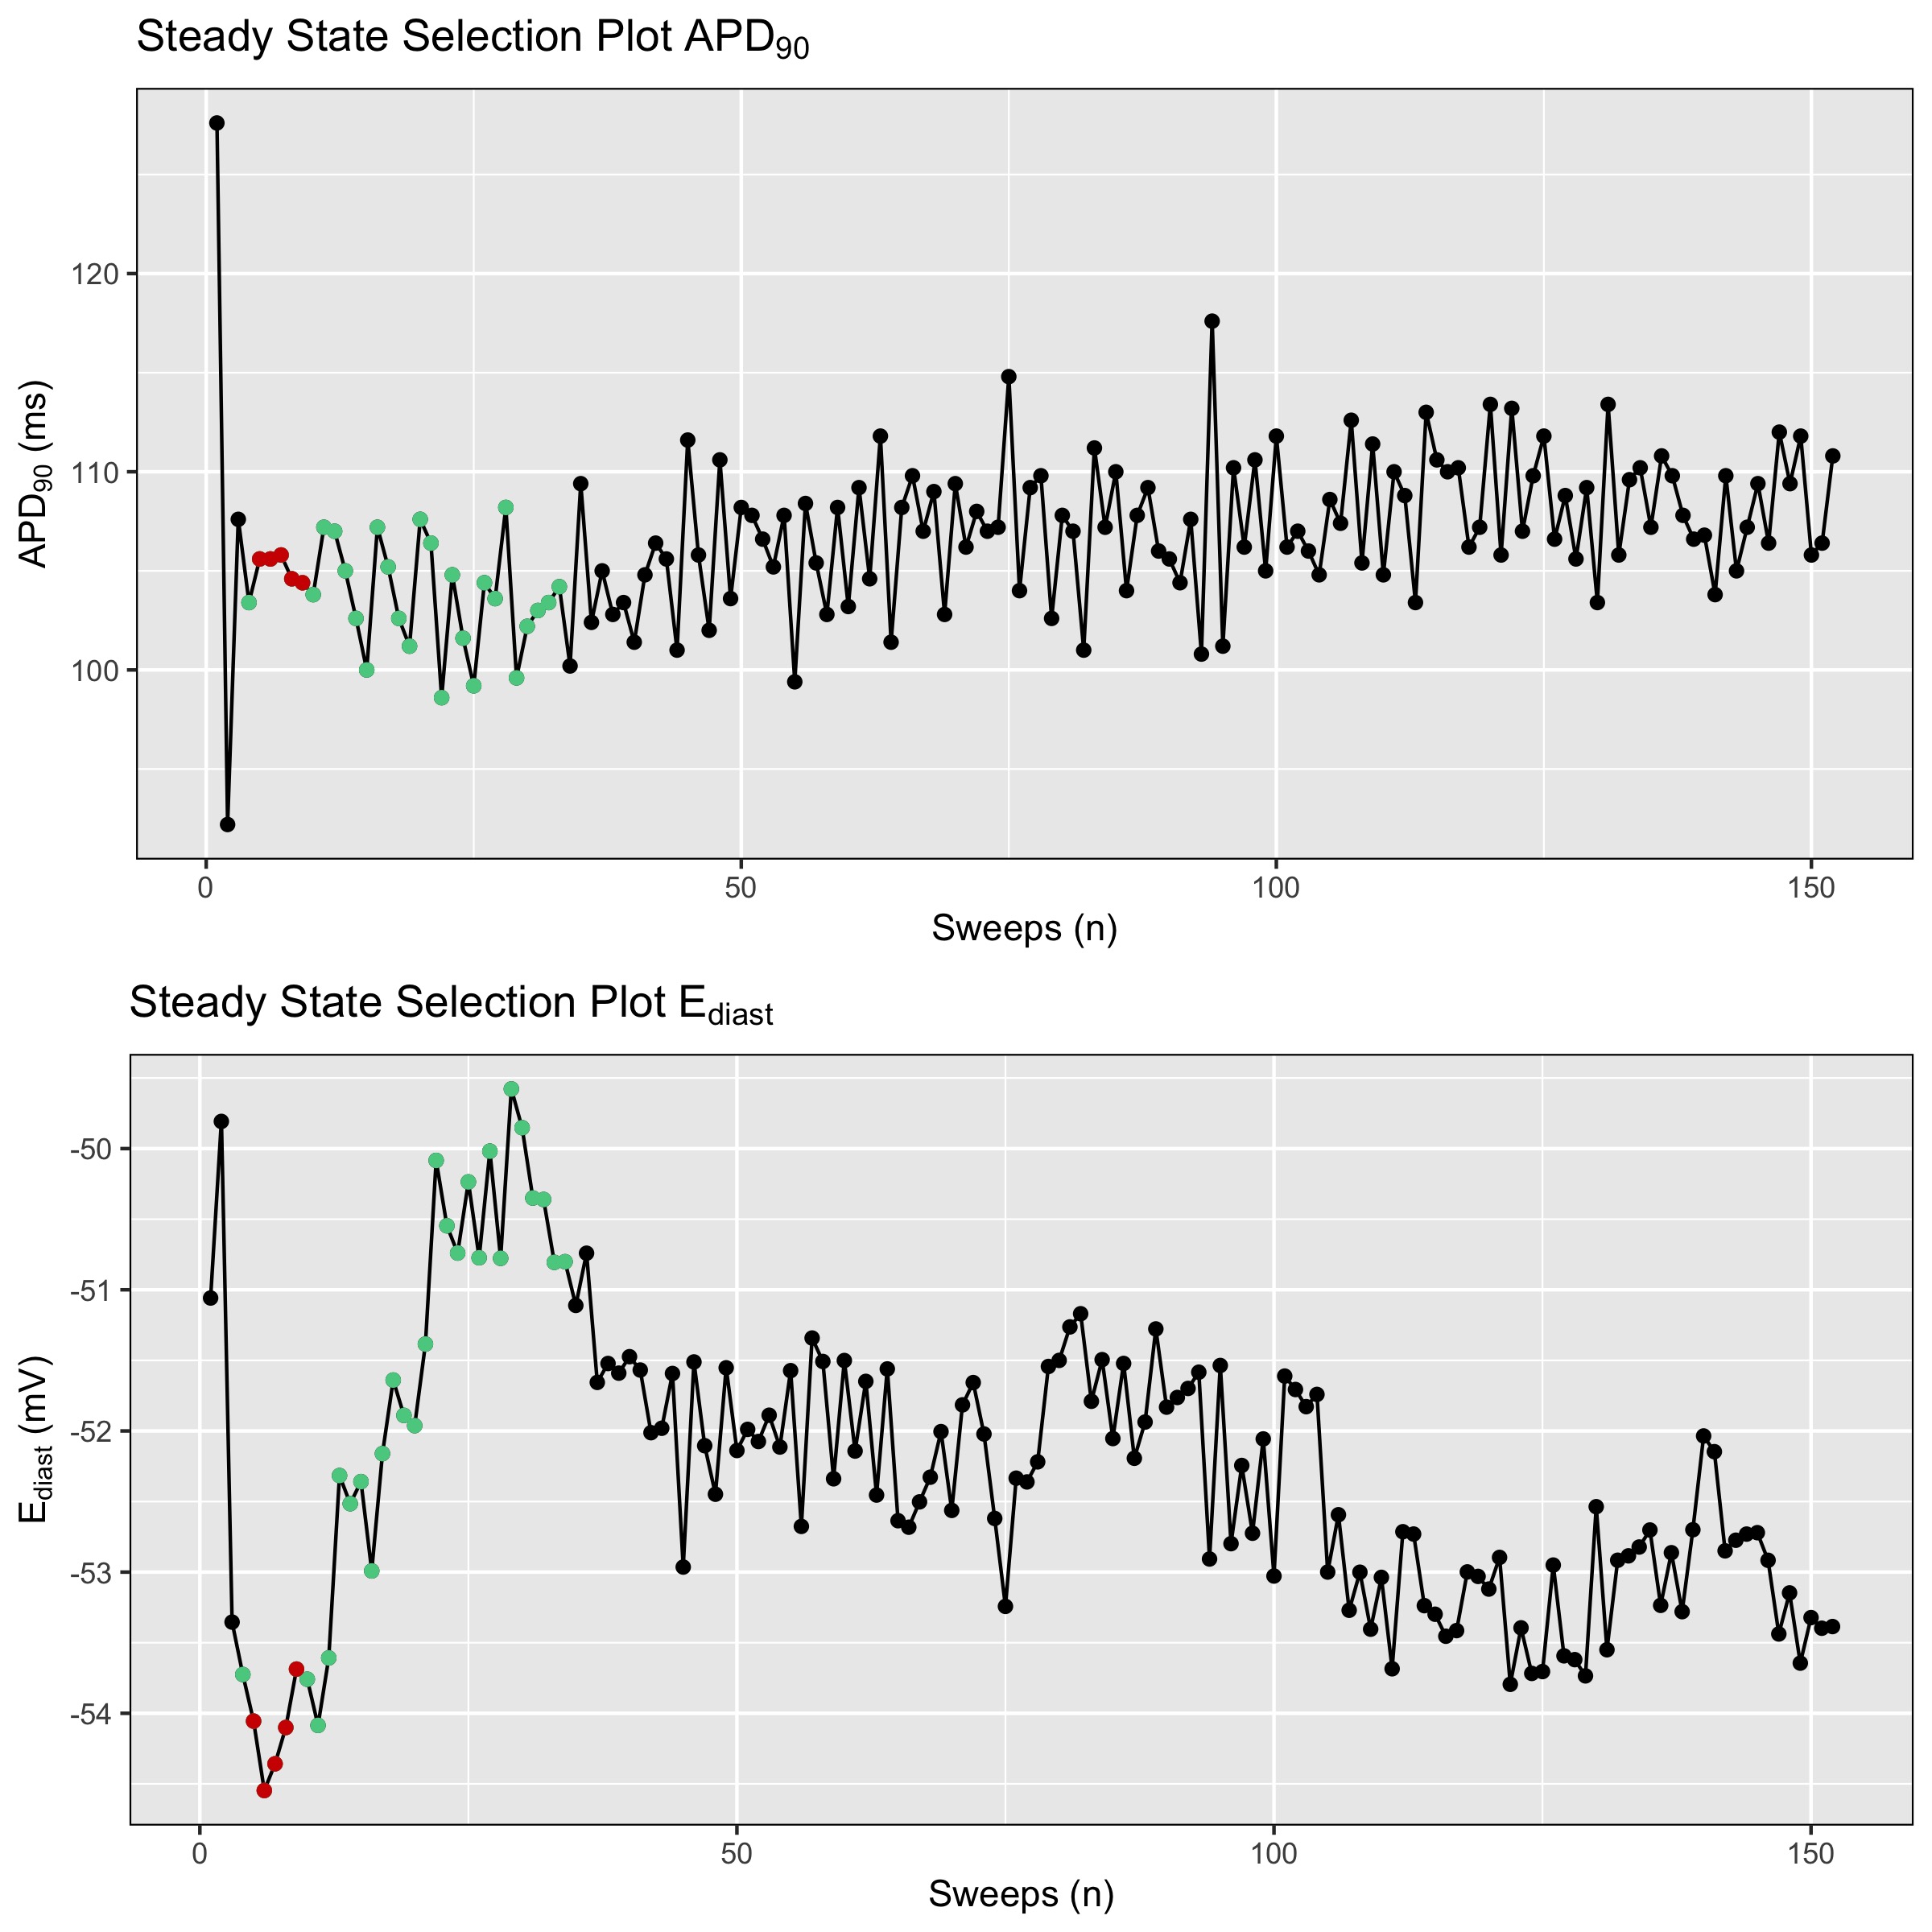 Steady State Selection Plot APD90
120
110
100
APD90 (ms)
0 50 100 150
Sweeps (n)
Steady State Selection Plot Ediast
-50
-51
-52
-53
-54
Ediast (mV)
0 50 100 150
Sweeps (n)